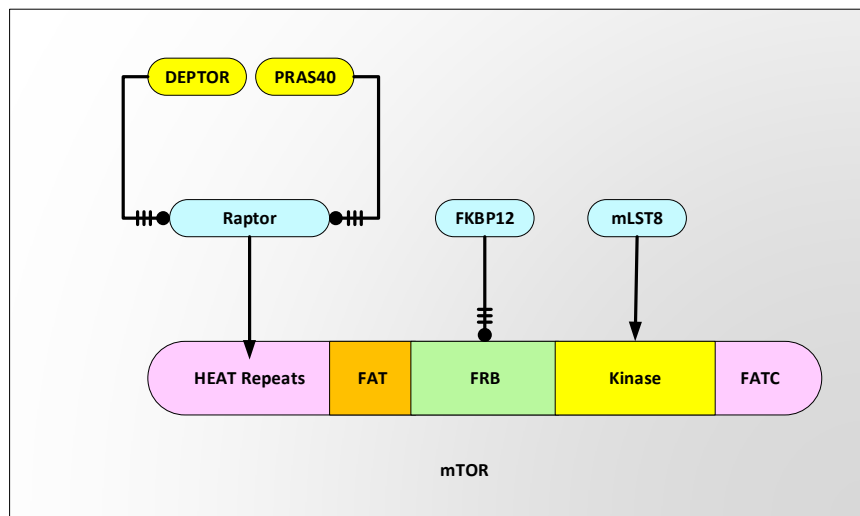 DEPTOR
PRAS40
Raptor
FKBP12
mLST8
HEAT Repeats
FAT
FRB
Kinase
FATC
mTOR